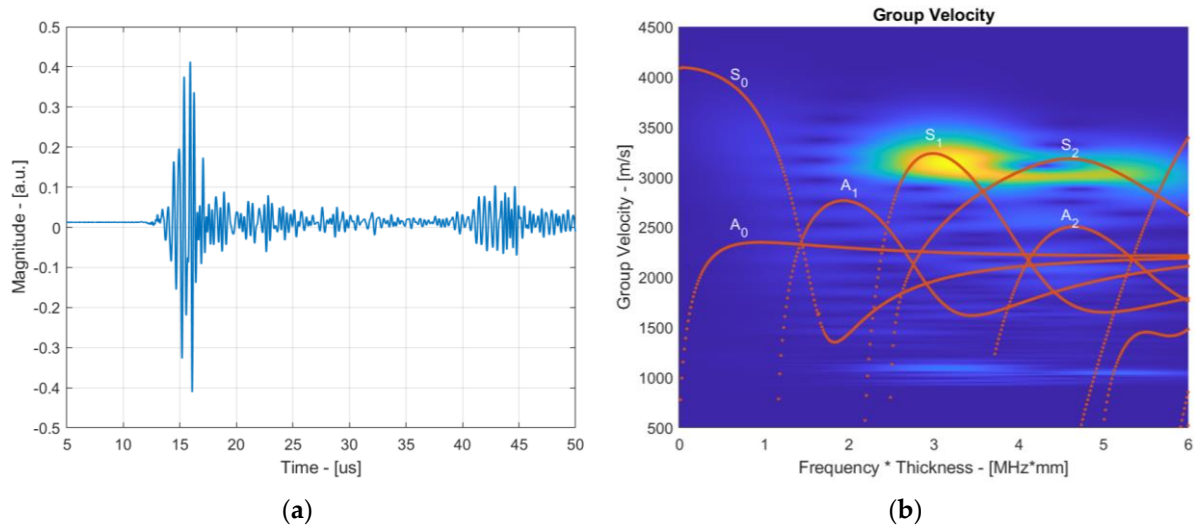 0.5
0.4
0.3
0.2
0.1
0
-0.1
-0.2
-0.3
-0.4
-0.5
Magnitude - [a.u.]
5 10 15 20 25 30 35 40 45 50
Time - [us]
(a)
Group Velocity
4500
4000
3500
3000
2500
2000
1500
1000
500
Group Velocity - [m/s]
S0
S1
S2
A1
A0
A2
0 1 2 3 4 5 6
Frequency * Thickness - [MHz*mm]
(b)